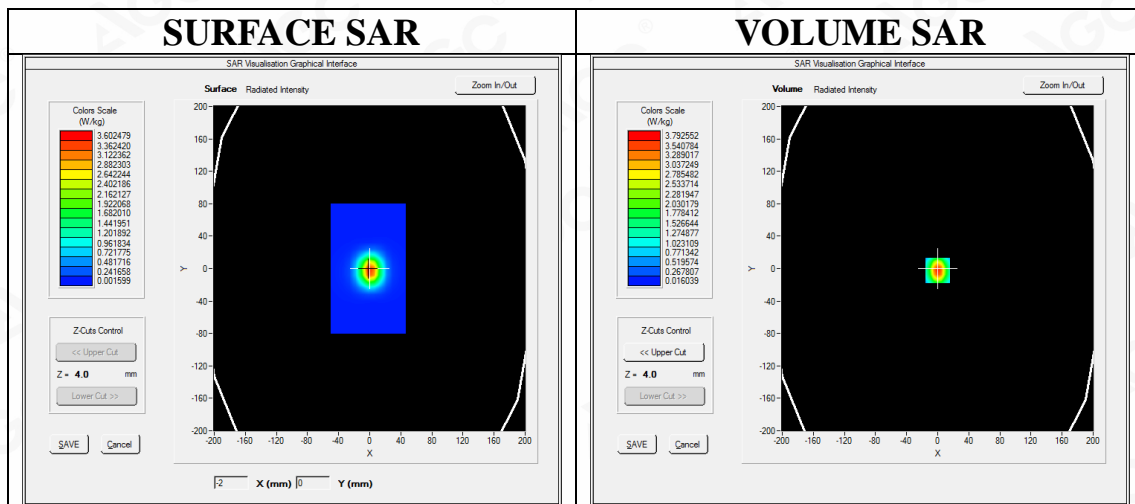 SURFACE SAR
SAR Visualisation Graphical Interface
Surface Radiated Intensity
Zoom In/Out
Colors Scale
(W/kg)
3.602479
3.362420
3.122362
2.882303
2.642244
2.402186
2.162127
1.922068
1.682010
1.441951
1.201892
0.961834
0.721775
0.481716
0.241658
0.001599
Z-Cuts Control
<< Upper Cut
Z = 4.0 mm
Lower Cut >>
SAVE Cancel
200
160
120
80
40
0
-40
-80
-120
-160
-200
Y
-200 -160 -120 -80 -40 0 40 80 120 160 200
X
-2 X (mm) 0 Y (mm)
VOLUME SAR
SAR Visualisation Graphical Interface
Volume Radiated Intensity
Zoom In/Out
Colors Scale
(W/kg)
3.792552
3.540784
3.289017
3.037249
2.785482
2.533714
2.281947
2.030179
1.778412
1.526644
1.274877
1.023109
0.771342
0.519574
0.267807
0.016039
Z-Cuts Control
<< Upper Cut
Z = 4.0 mm
Lower Cut >>
SAVE Cancel
200
160
120
80
40
0
-40
-80
-120
-160
-200
Y
-200 -160 -120 -80 -40 0 40 80 120 160 200
X